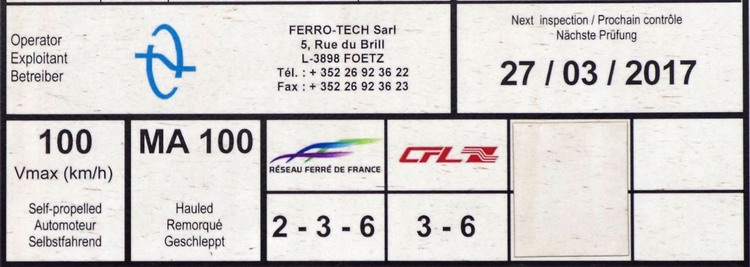 Operator
Exploitant
Betreiber
FERRO-TECH Sarl
5, Rue du Brill
L-3898 FOETZ
Tél. : + 352 26 92 36 22
Fax : + 352 26 92 36 23
Next inspection / Prochain contrôle
Nächste Prüfung
27 / 03 / 2017
100
Vmax (km/h)
Self-propelled
Automoteur
Selbstfahrend
MA 100
Hauled
Remorqué
Geschleppt
RÉSEAU FERRÉ DE FRANCE
2 - 3 - 6
CFL
3 - 6